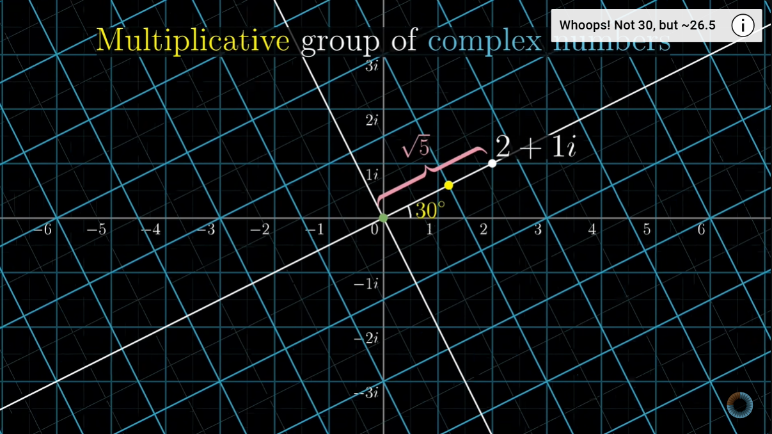 Whoops! Not 30, but ~26.5
Multiplicative group of complex numbers
3i
2i
√5
2 + 1i
1i
30°
−6 −5 −4 −3 −2 −1 0 1 2 3 4 5 6
−1i
−2i
−3i